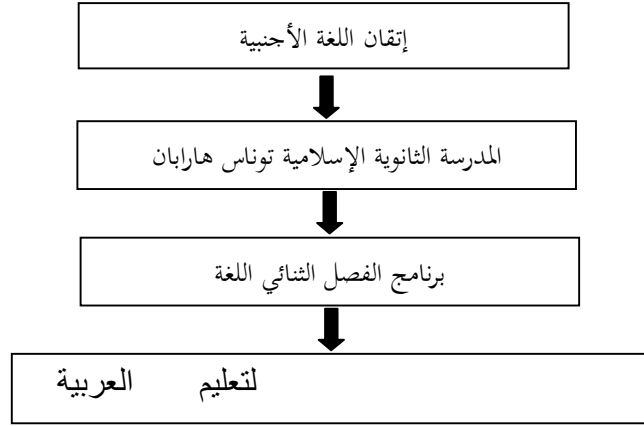 إتقان اللغة الأجنبية
المدرسة الثانوية الإسلامية توناس هارابان
برنامج الفصل الثنائي اللغة
لتعليم العربية